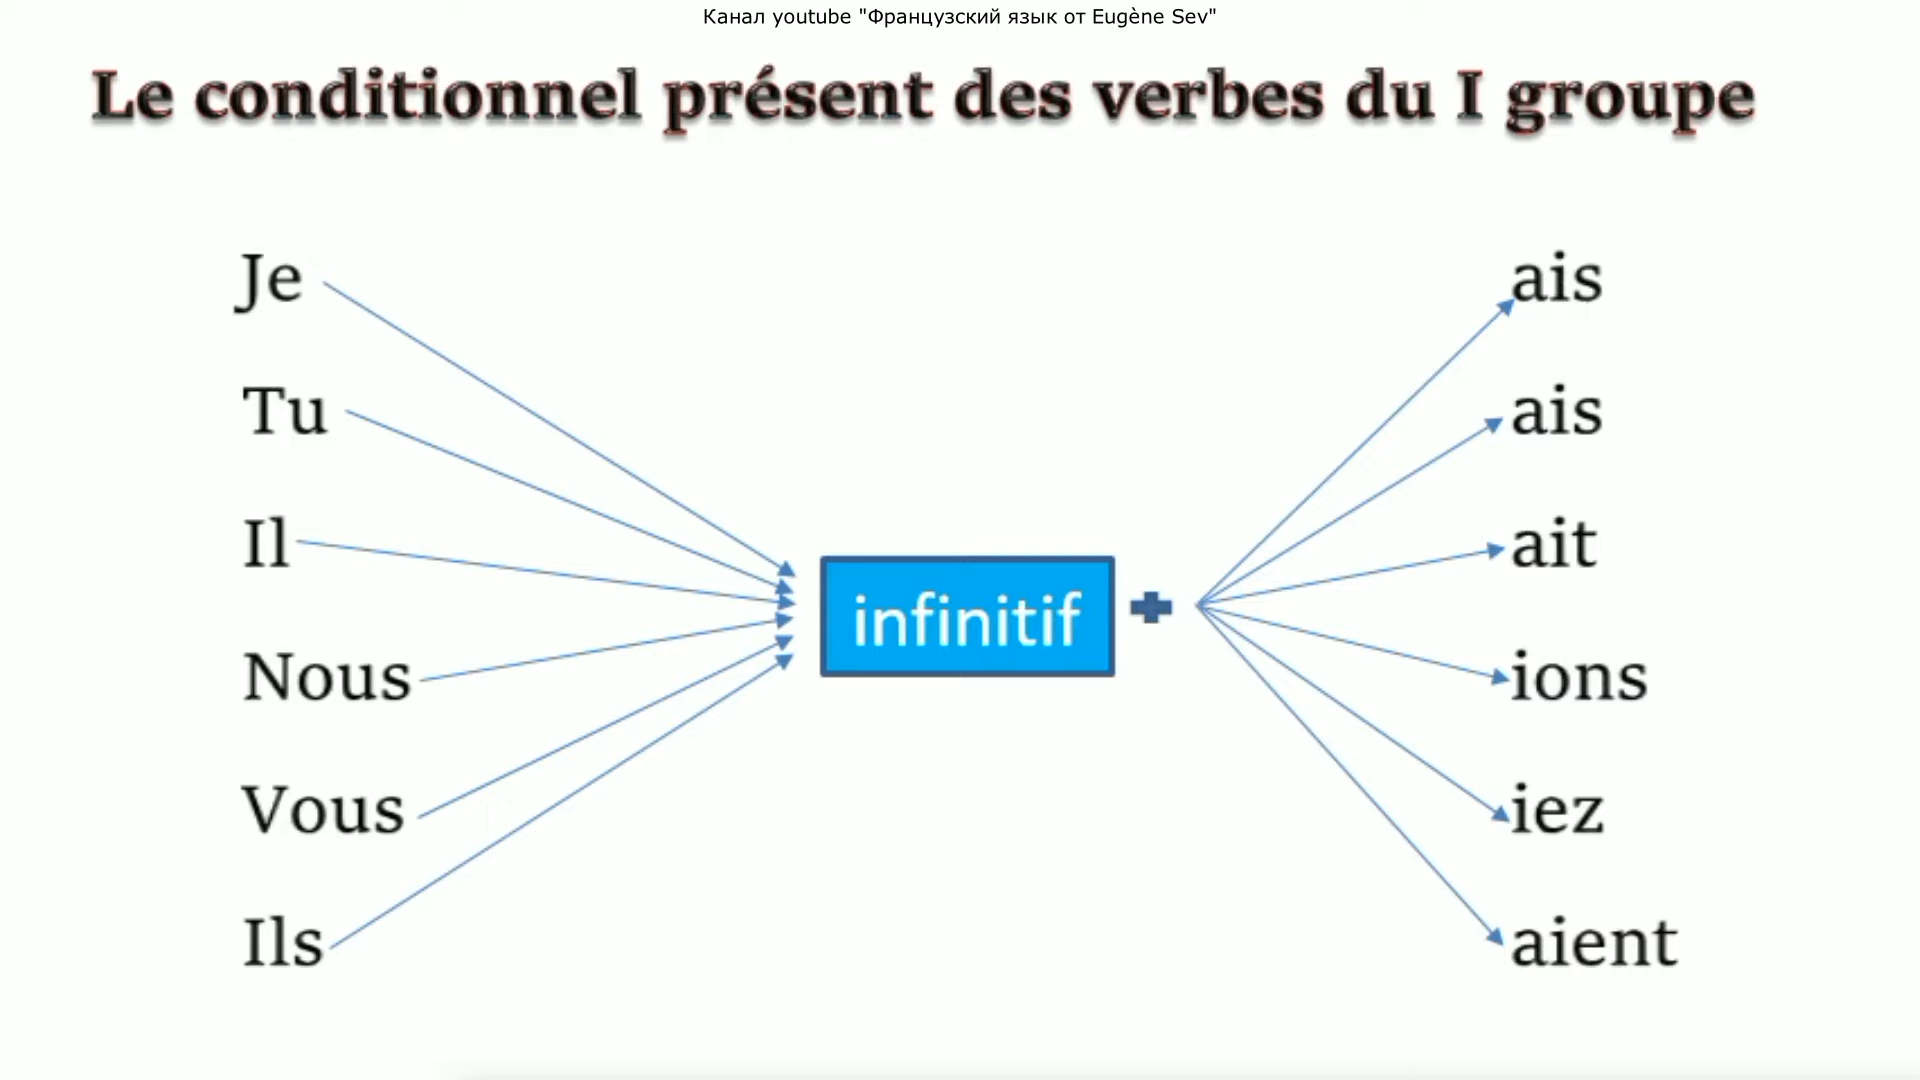 Канал youtube "Французский язык от Eugène Sev"
Le conditionnel présent des verbes du I groupe
Je
Tu
Il
Nous
Vous
Ils
infinitif
ais
ais
ait
ions
iez
aient